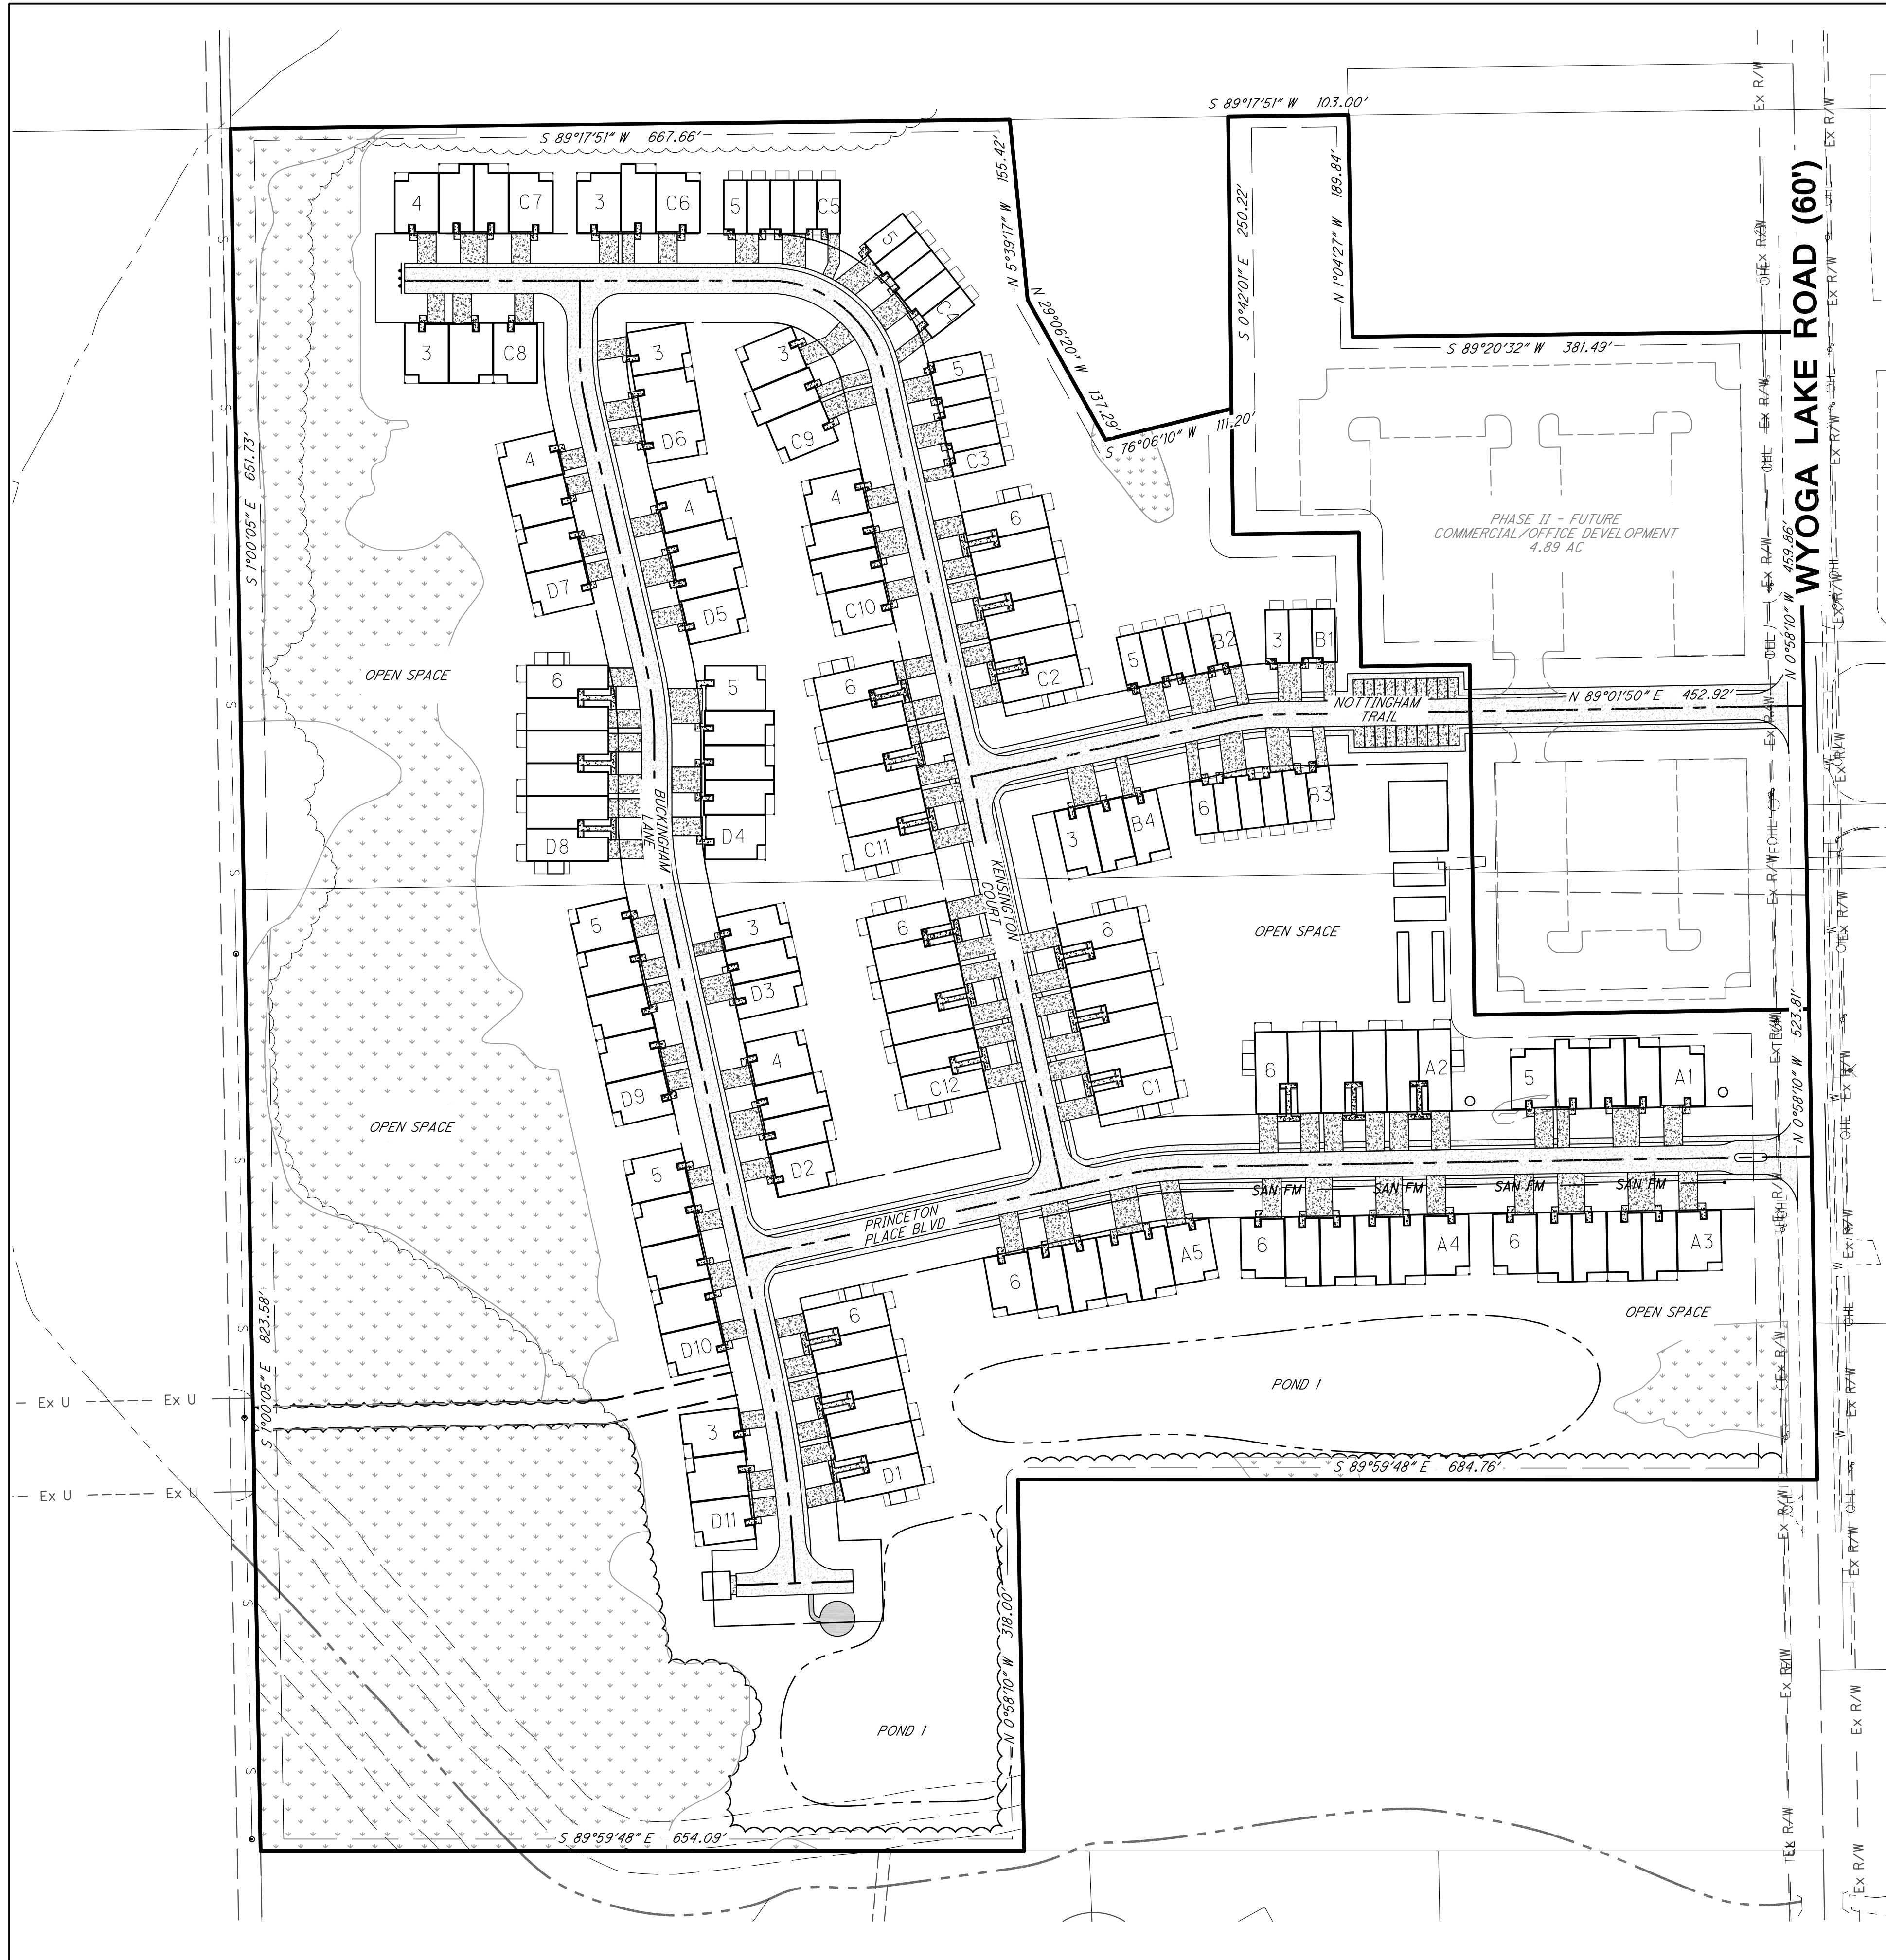 S 89°17'51" W 103.00'
S 89°17'51" W 667.66'
N 5°39'17" W 155.42'
N 29°06'20" W 137.29'
S 76°06'10" W 111.20'
S 0°42'01" E 250.22'
N 1°04'27" W 189.84'
S 89°20'32" W 381.49'
WYOGA LAKE ROAD (60')
Ex R/W
Ex R/W
Ex R/W
Ex R/W
4 C7
3 C6
5 C5
5 C4
3 C8
3 D6
3 C9
5 C3
4 D7
4 D5
4 C10
6 C2
S 1°00'05" E 651.73'
PHASE II - FUTURE
COMMERCIAL/OFFICE DEVELOPMENT
4.89 AC
N 0°58'10" W 459.86'
5 B2
3 B1
OPEN SPACE
6 D8
5 D4
6 C11
NOTTINGHAM
TRAIL
N 89°01'50" E 452.92'
BUCKINGHAM
LANE
3 B4
6 B3
KENSINGTON
COURT
OPEN SPACE
5 D9
3 D3
6 C12
6 C1
4 D2
6 A2
5 A1
N 0°58'10" W 523.81'
OPEN SPACE
5 D10
PRINCETON
PLACE BLVD
SAN FM
SAN FM
SAN FM
SAN FM
6 A5
6 A4
6 A3
OPEN SPACE
6 D1
POND 1
S 1°00'05" E 823.58'
Ex U
Ex U
Ex U
Ex U
3 D11
S 89°59'48" E 684.76'
N 0°58'10" W 318.00'
POND 1
S 89°59'48" E 654.09'
Ex R/W
Ex R/W
Ex R/W